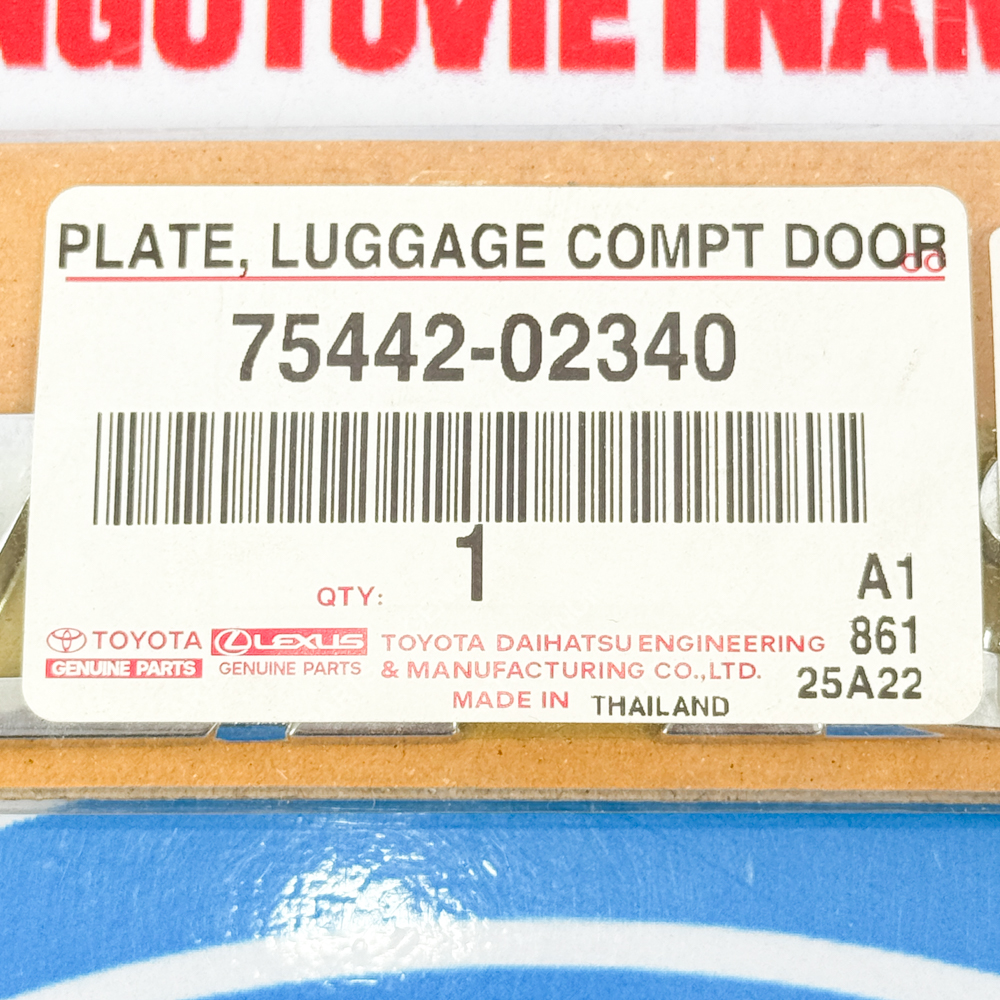 NGOTOVIETNAM
PLATE, LUGGAGE COMPT DOOR
75442-02340
1
QTY:
A1
861
25A22
TOYOTA
GENUINE PARTS
LEXUS
GENUINE PARTS
TOYOTA DAIHATSU ENGINEERING
& MANUFACTURING CO.,LTD.
MADE IN THAILAND